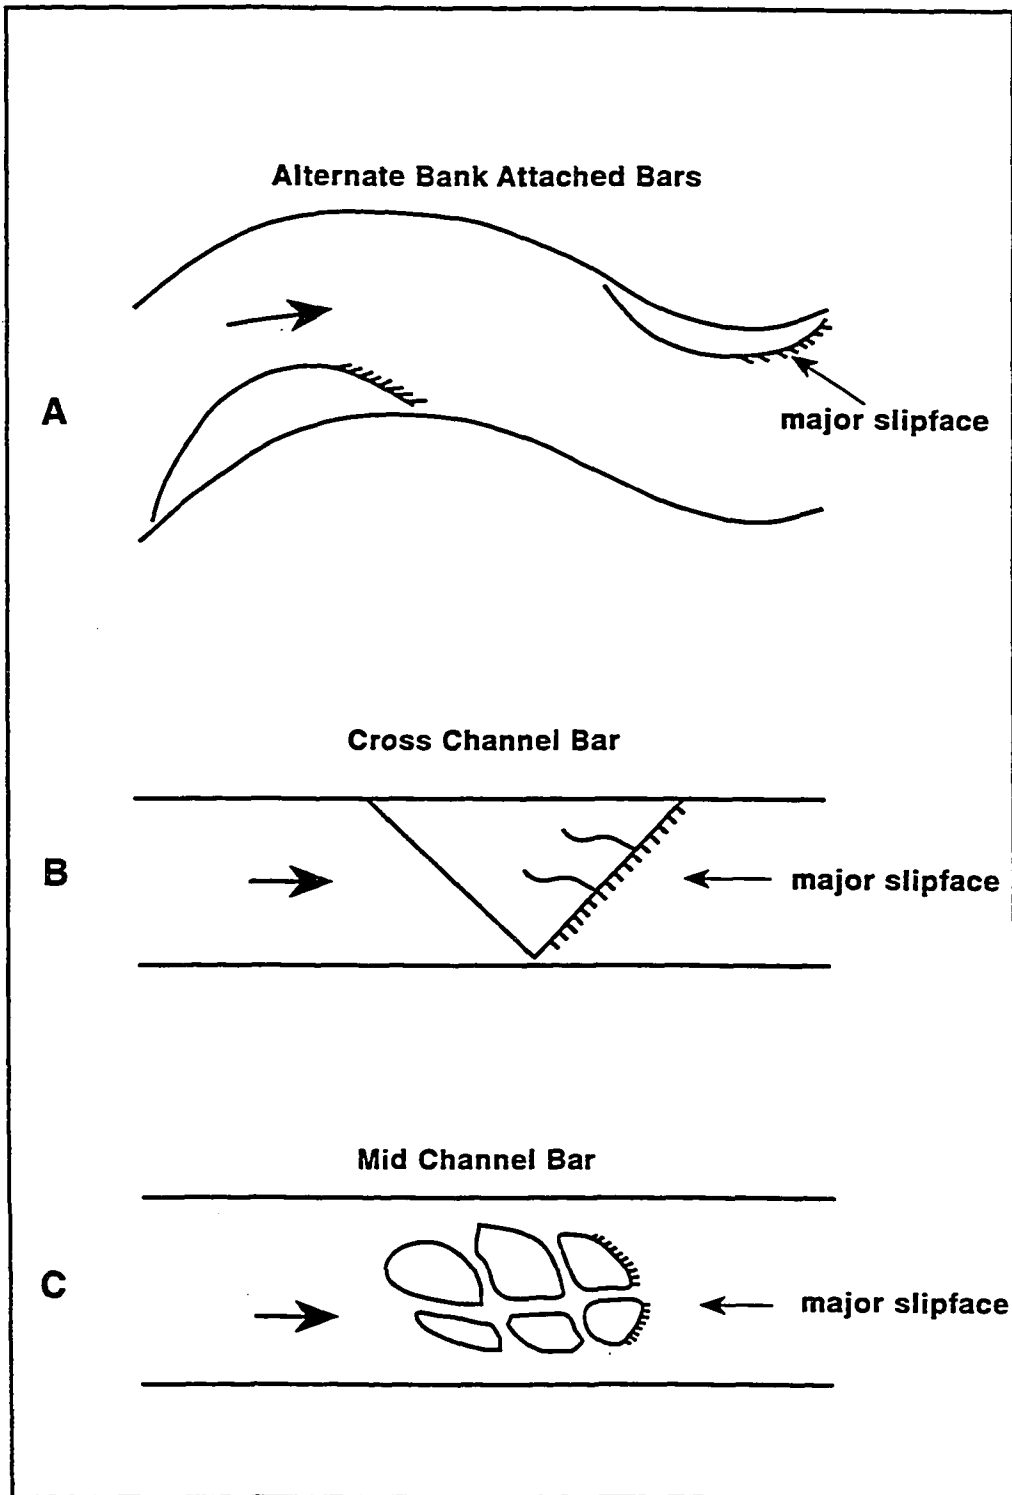 Alternate Bank Attached Bars
A
major slipface
Cross Channel Bar
B
major slipface
Mid Channel Bar
C
major slipface